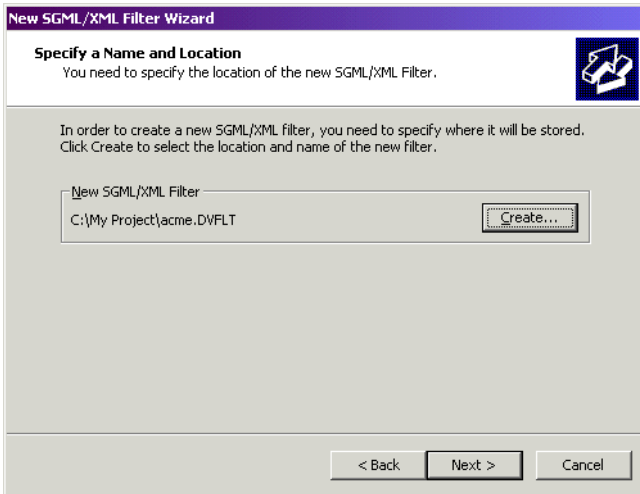 New SGML/XML Filter Wizard
Specify a Name and Location
You need to specify the location of the new SGML/XML Filter.
In order to create a new SGML/XML filter, you need to specify where it will be stored.
Click Create to select the location and name of the new filter.
New SGML/XML Filter
C:\My Project\acme.DVFLT
Create...
< Back
Next >
Cancel